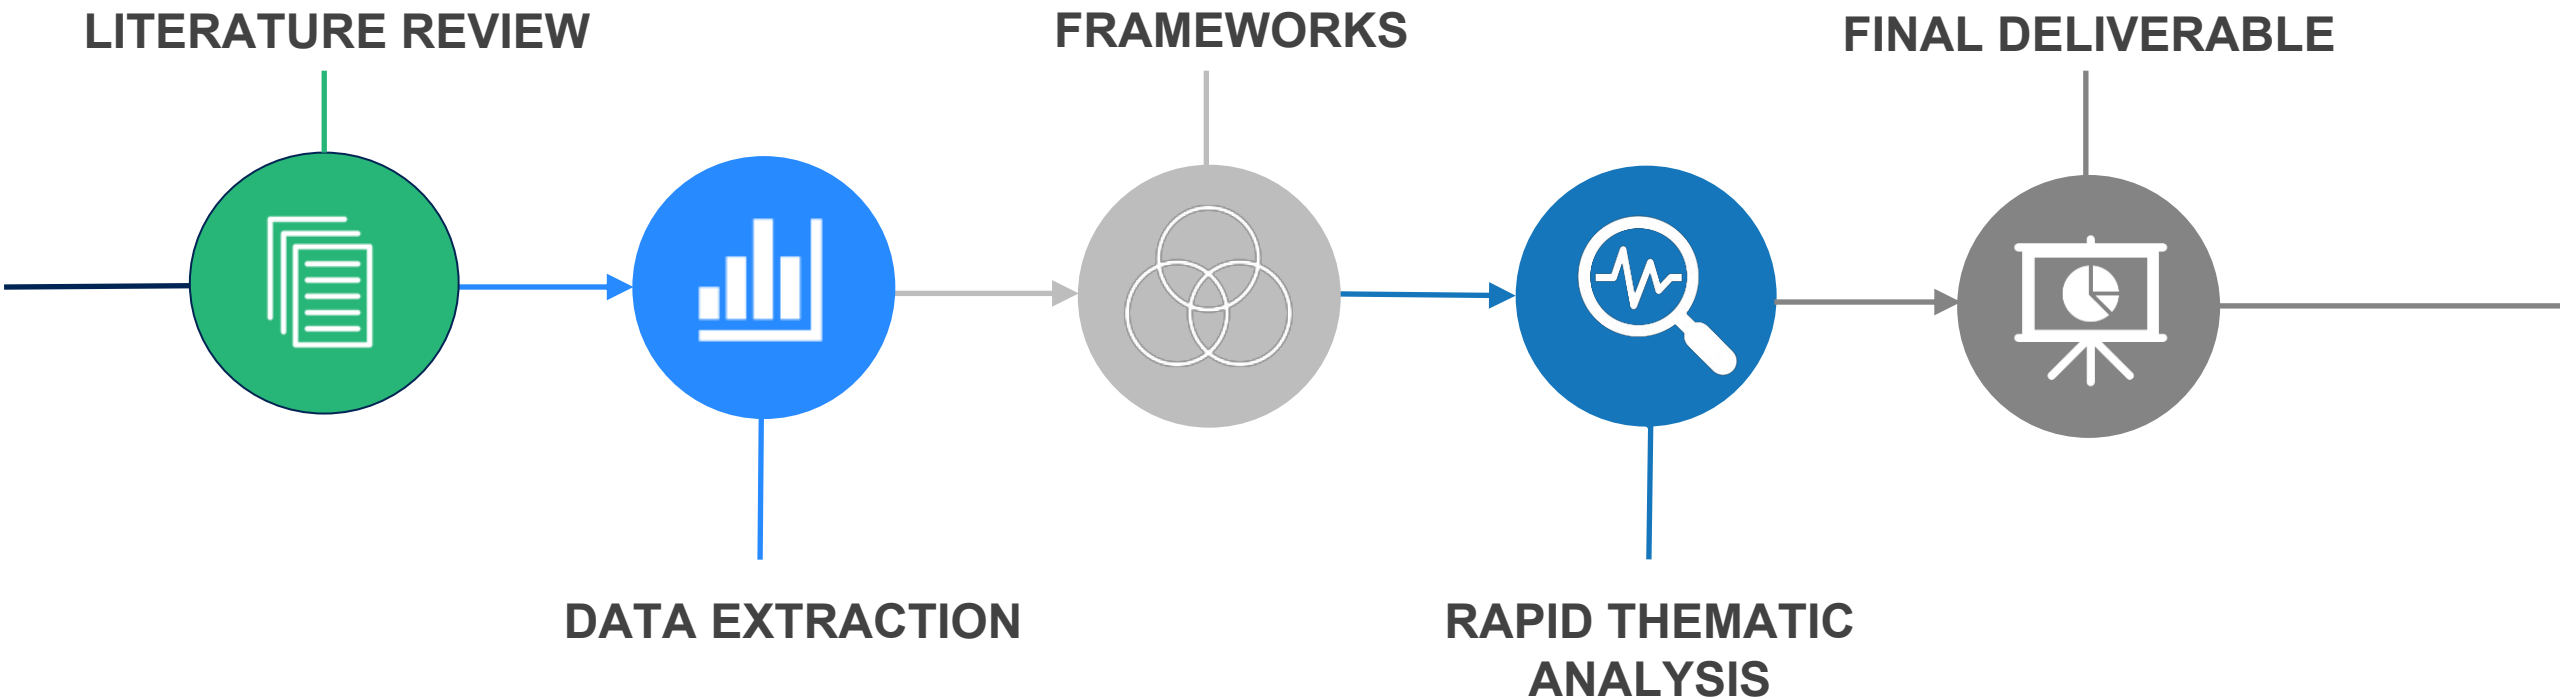 LITERATURE REVIEW
FRAMEWORKS
FINAL DELIVERABLE
DATA EXTRACTION
RAPID THEMATIC
ANALYSIS